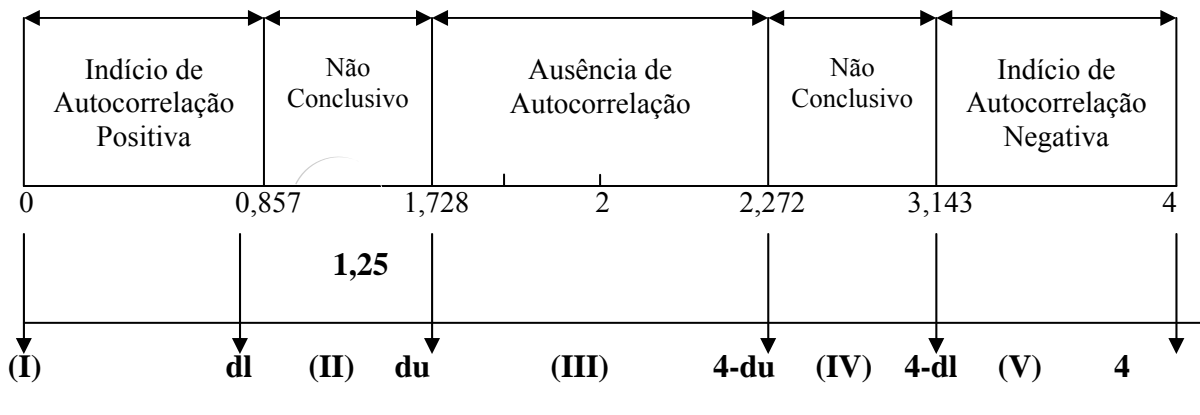 Indício de
Autocorrelação
Positiva
Não
Conclusivo
Ausência de
Autocorrelação
Não
Conclusivo
Indício de
Autocorrelação
Negativa
0 0,857 1,728 2 2,272 3,143 4
1,25
(I) dl (II) du (III) 4-du (IV) 4-dl (V) 4